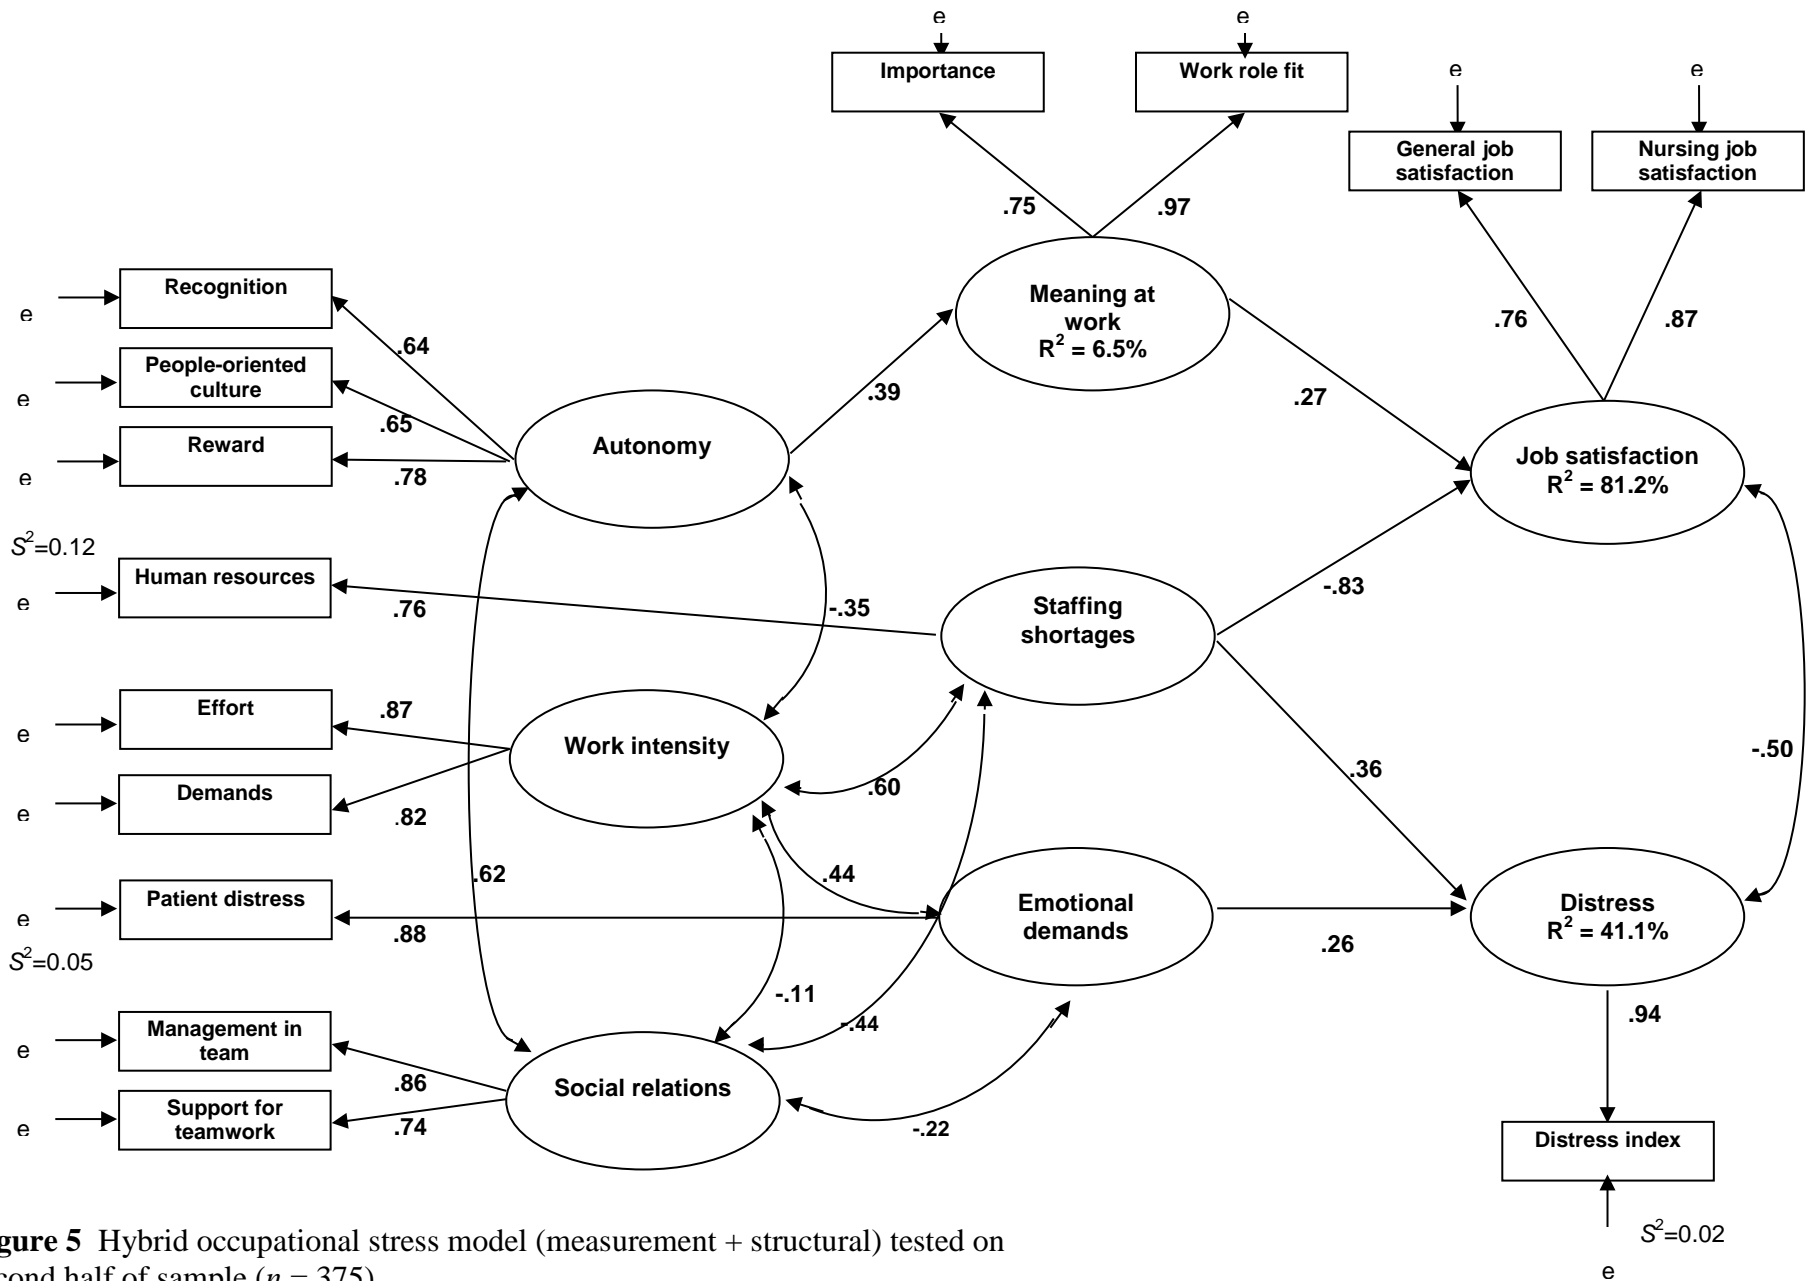 e
e
Importance
Work role fit
e
e
General job
satisfaction
Nursing job
satisfaction
.75
.97
Recognition
e
.64
Meaning at
work
R² = 6.5%
.76
.87
People-oriented
culture
e
.65
.39
.27
Reward
e
.78
Autonomy
Job satisfaction
R² = 81.2%
S²=0.12
Human resources
e
.76
-.35
Staffing
shortages
-.83
Effort
e
.87
Work intensity
-.50
Demands
e
.82
.60
.36
.62
.44
Patient distress
e
.88
S²=0.05
Emotional
demands
.26
Distress
R² = 41.1%
-.11
-.44
.94
Management in
team
e
.86
Social relations
Support for
teamwork
e
.74
-.22
Distress index
S²=0.02
e
gure 5 Hybrid occupational stress model (measurement + structural) tested on
cond half of sample (n = 375)